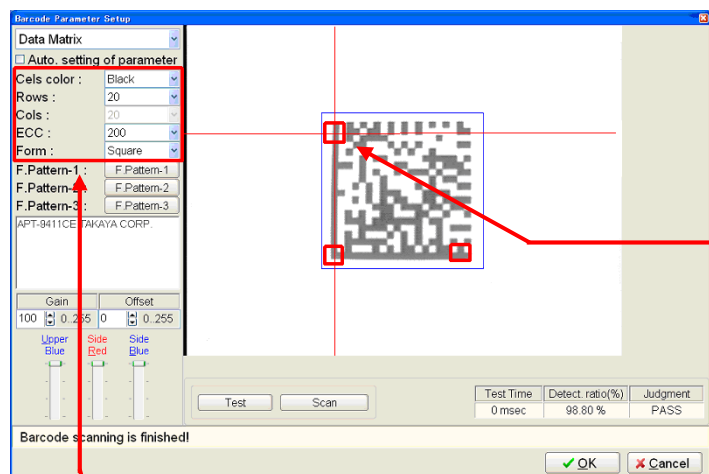 Barcode Parameter Setup
Data Matrix
Auto. setting of parameter
Cels color : Black
Rows : 20
Cols : 20
ECC : 200
Form : Square
F.Pattern-1 : F.Pattern-1
F.Pattern-2 : F.Pattern-2
F.Pattern-3 : F.Pattern-3
APT-9411CE TAKAYA CORP.
Gain Offset
100 0..255 0 0..255
Upper Side Side
Blue Red Blue
Test Scan
Test Time Detect. ratio(%) Judgment
0 msec 98.80 % PASS
Barcode scanning is finished!
OK Cancel